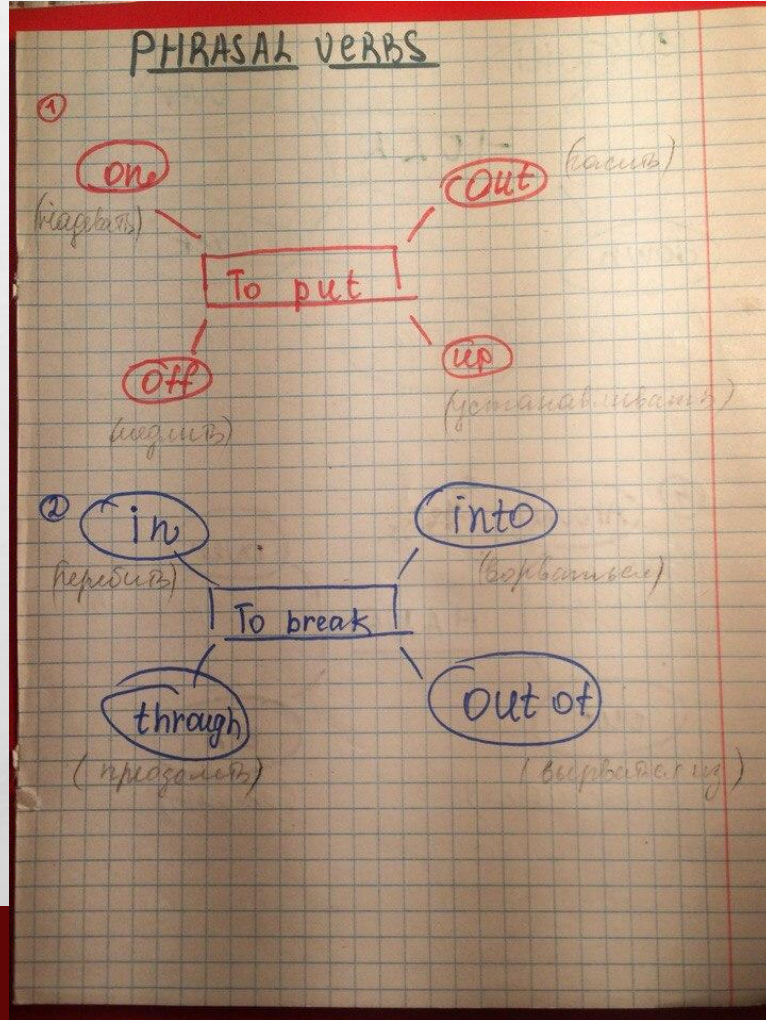 PHRASAL VERBS
1
on
out
(гасить)
(надевать)
To put
off
up
(устанавливать)
2
in
into
(перебить)
(ворваться)
To break
through
out of
(преодолеть)
(вырваться из)